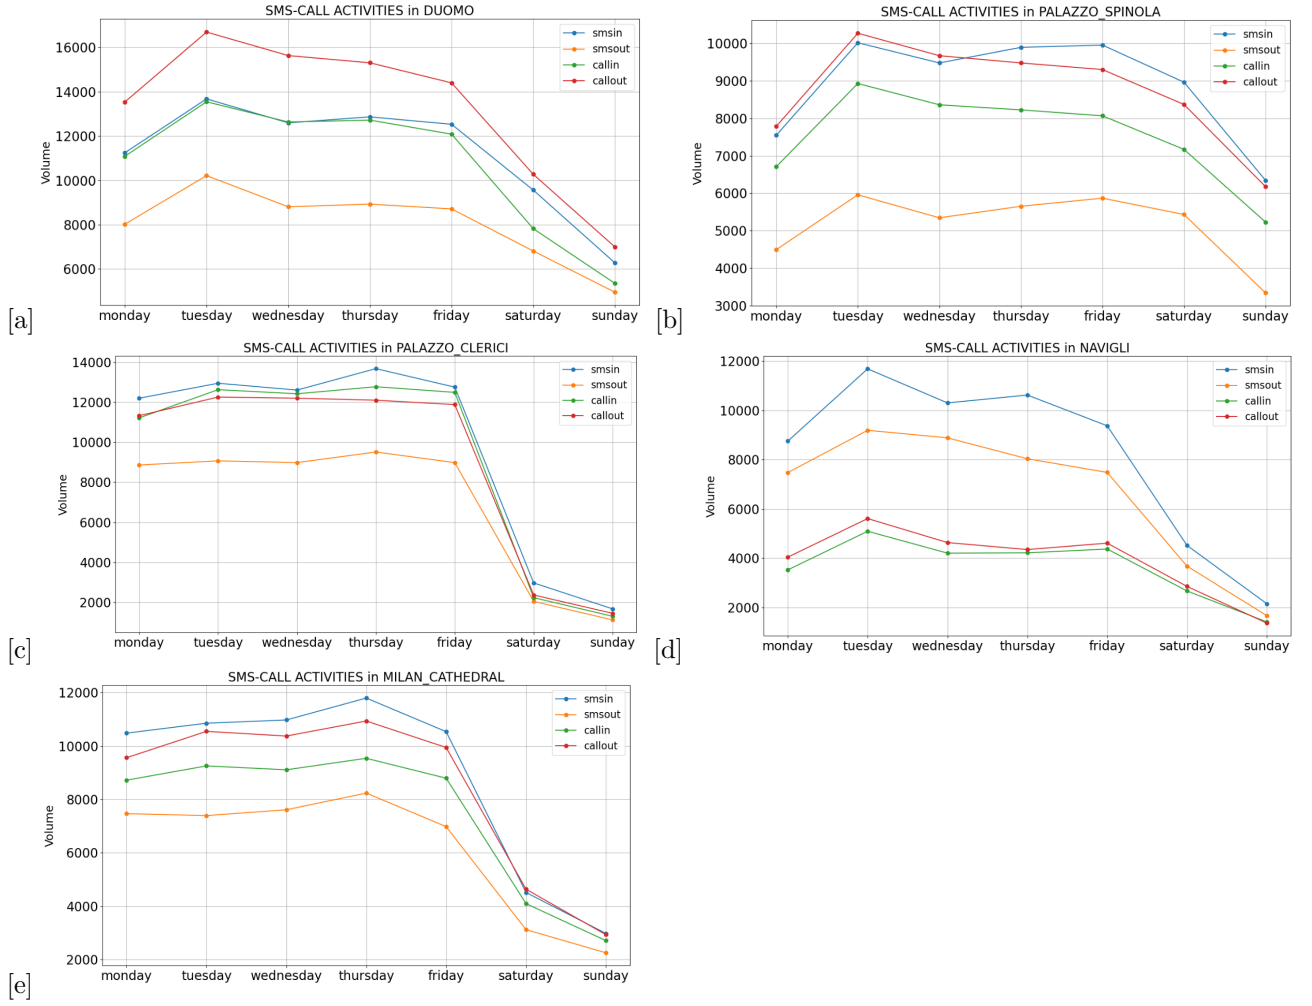 SMS-CALL ACTIVITIES in DUOMO
smsin
smsout
callin
callout
Volume
16000
14000
12000
10000
8000
6000
monday tuesday wednesday thursday friday saturday sunday
[a]
SMS-CALL ACTIVITIES in PALAZZO_SPINOLA
smsin
smsout
callin
callout
Volume
10000
9000
8000
7000
6000
5000
4000
3000
monday tuesday wednesday thursday friday saturday sunday
[b]
SMS-CALL ACTIVITIES in PALAZZO_CLERICI
smsin
smsout
callin
callout
Volume
14000
12000
10000
8000
6000
4000
2000
monday tuesday wednesday thursday friday saturday sunday
[c]
SMS-CALL ACTIVITIES in NAVIGLI
smsin
smsout
callin
callout
Volume
12000
10000
8000
6000
4000
2000
monday tuesday wednesday thursday friday saturday sunday
[d]
SMS-CALL ACTIVITIES in MILAN_CATHEDRAL
smsin
smsout
callin
callout
Volume
12000
10000
8000
6000
4000
2000
monday tuesday wednesday thursday friday saturday sunday
[e]